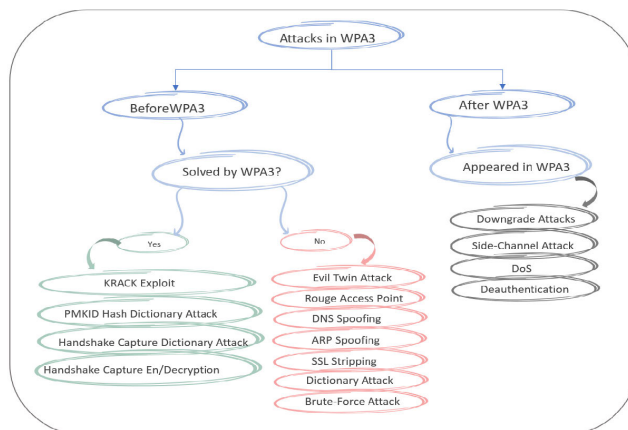 Attacks in WPA3
BeforeWPA3
After WPA3
Solved by WPA3?
Appeared in WPA3
Yes
No
KRACK Exploit
PMKID Hash Dictionary Attack
Handshake Capture Dictionary Attack
Handshake Capture En/Decryption
Evil Twin Attack
Rouge Access Point
DNS Spoofing
ARP Spoofing
SSL Stripping
Dictionary Attack
Brute-Force Attack
Downgrade Attacks
Side-Channel Attack
DoS
Deauthentication